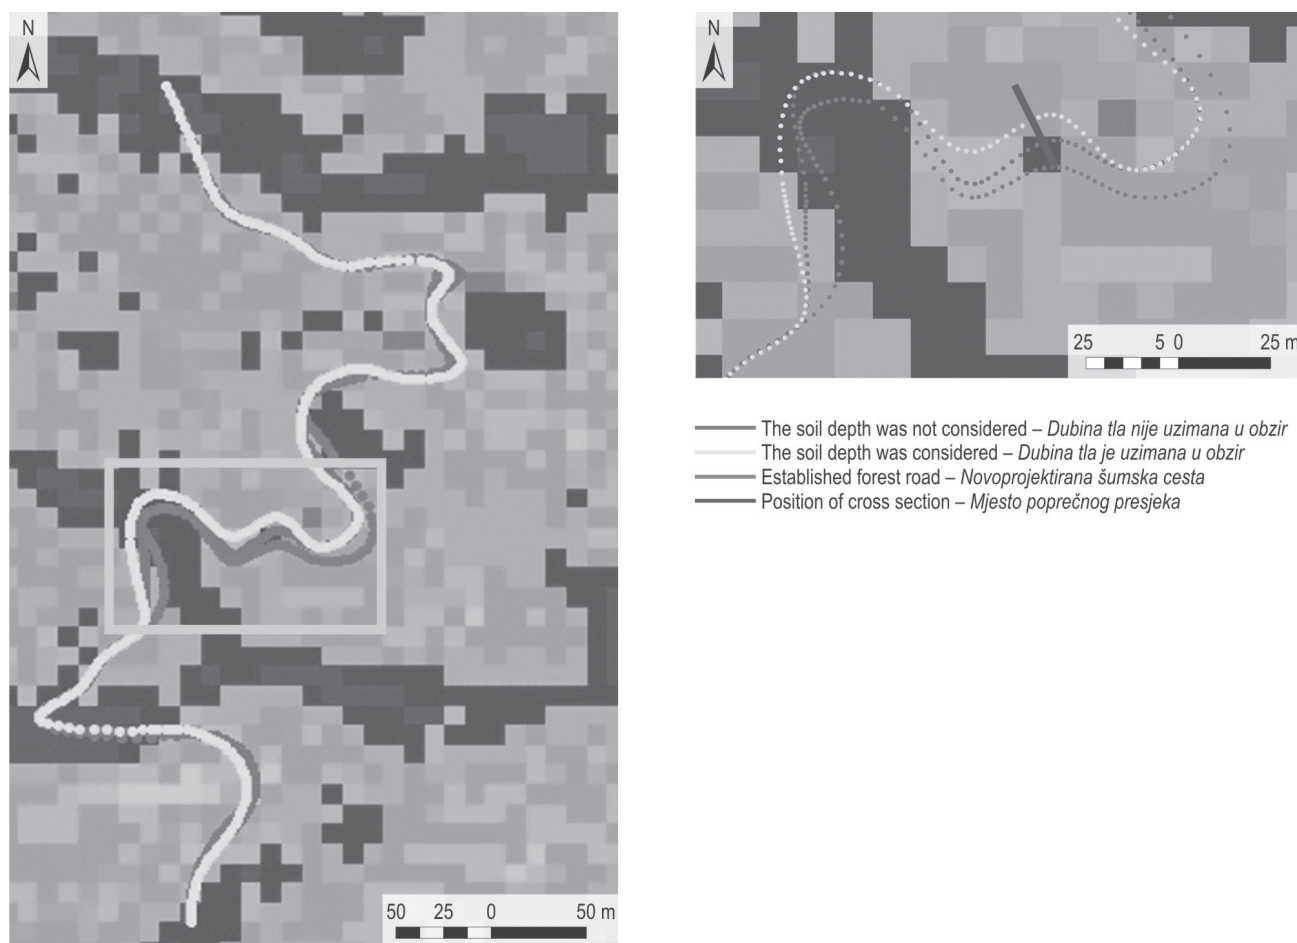 N
50 25 0 50 m
N
25 5 0 25 m
The soil depth was not considered – Dubina tla nije uzimana u obzir
The soil depth was considered – Dubina tla je uzimana u obzir
Established forest road – Novoprojektirana šumska cesta
Position of cross section – Mjesto poprečnog presjeka